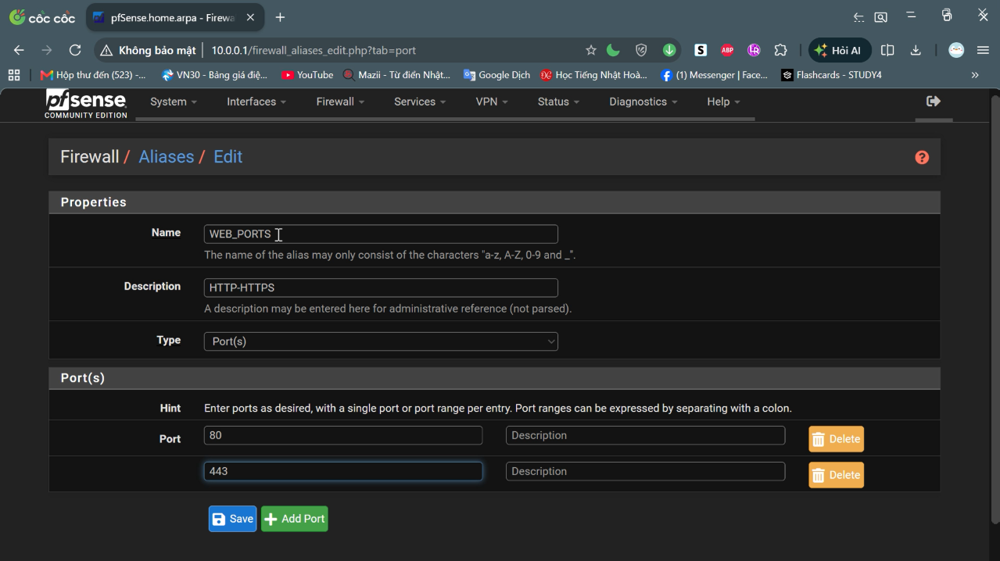 cốc cốc
pfSense.home.arpa - Firewa
Không bảo mật
10.0.0.1/firewall_aliases_edit.php?tab=port
S
ABP
Hỏi AI
Hộp thư đến (523) -...
VN30 - Bảng giá điệ...
YouTube
Mazii - Từ điển Nhật...
Google Dịch
Học Tiếng Nhật Hoà...
(1) Messenger | Face...
Flashcards - STUDY4
»
pfsense
COMMUNITY EDITION
System
Interfaces
Firewall
Services
VPN
Status
Diagnostics
Help
Firewall / Aliases / Edit
?
Properties
Name
WEB_PORTS
The name of the alias may only consist of the characters "a-z, A-Z, 0-9 and _".
Description
HTTP-HTTPS
A description may be entered here for administrative reference (not parsed).
Type
Port(s)
Port(s)
Hint
Enter ports as desired, with a single port or port range per entry. Port ranges can be expressed by separating with a colon.
Port
80
Description
Delete
443
Description
Delete
Save
Add Port